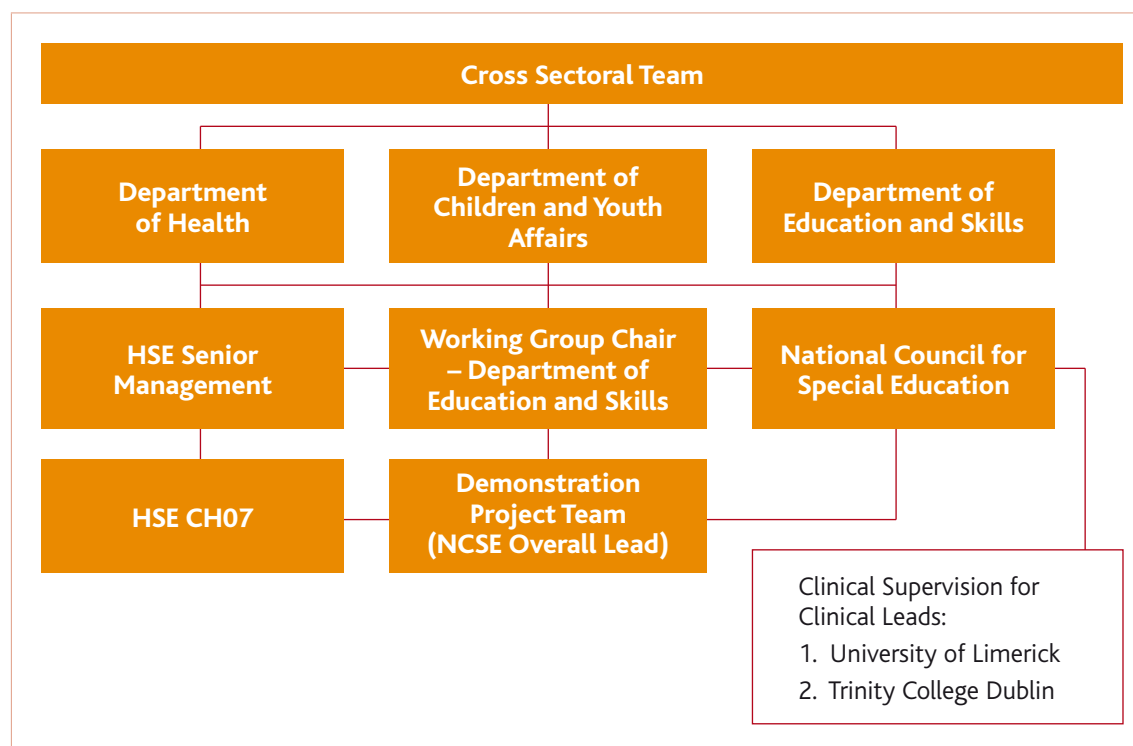 Cross Sectoral Team
Department
of Health
Department of
Children and Youth
Affairs
Department of
Education and Skills
HSE Senior
Management
Working Group Chair
– Department of
Education and Skills
National Council for
Special Education
HSE CH07
Demonstration
Project Team
(NCSE Overall Lead)
Clinical Supervision for
Clinical Leads:
1. University of Limerick
2. Trinity College Dublin